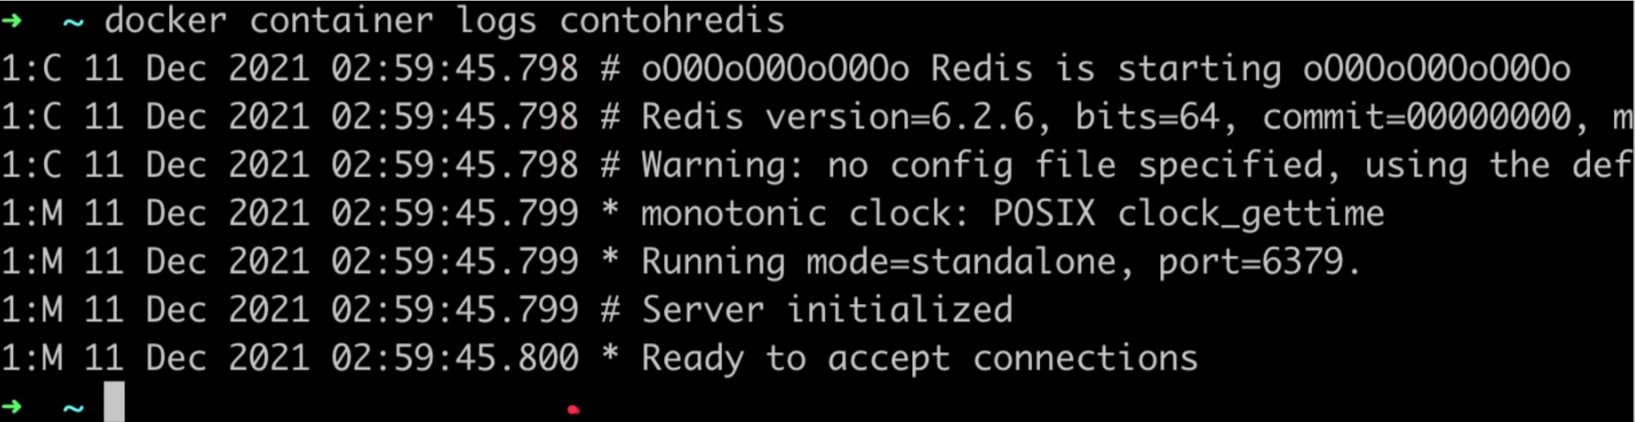 ➜ ~ docker container logs contohredis
1:C 11 Dec 2021 02:59:45.798 # oO0OoO0OoO0Oo Redis is starting oO0OoO0OoO0Oo
1:C 11 Dec 2021 02:59:45.798 # Redis version=6.2.6, bits=64, commit=00000000, m
1:C 11 Dec 2021 02:59:45.798 # Warning: no config file specified, using the def
1:M 11 Dec 2021 02:59:45.799 * monotonic clock: POSIX clock_gettime
1:M 11 Dec 2021 02:59:45.799 * Running mode=standalone, port=6379.
1:M 11 Dec 2021 02:59:45.799 # Server initialized
1:M 11 Dec 2021 02:59:45.800 * Ready to accept connections
➜ ~